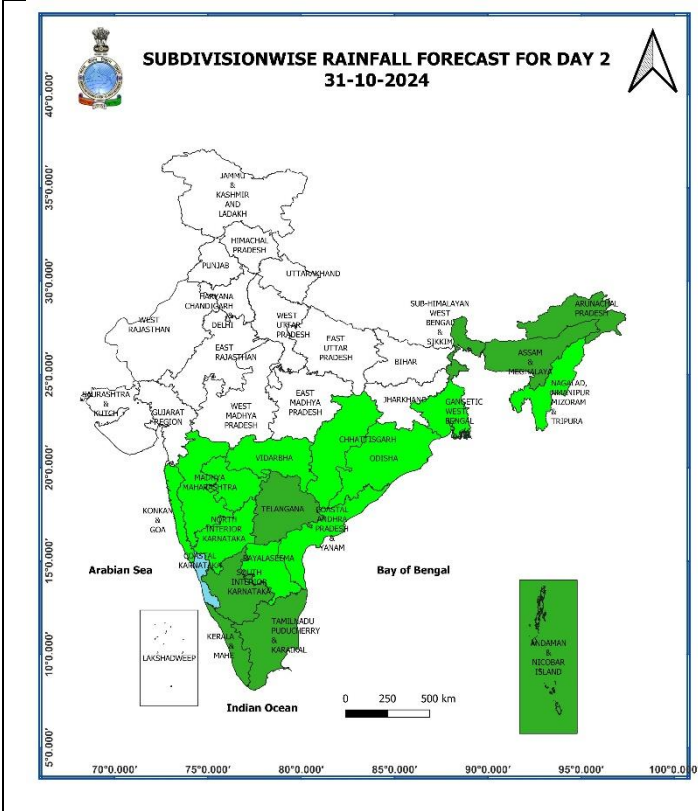 SUBDIVISIONWISE RAINFALL FORECAST FOR DAY 2
31-10-2024
40°0.000'
35°0.000'
30°0.000'
25°0.000'
20°0.000'
15°0.000'
10°0.000'
5°0.000'
JAMMU
&
KASHMIR
AND
LADAKH
HIMACHAL
PRADESH
PUNJAB
UTTARAKHAND
HARYANA
CHANDIGARH
DELHI
WEST
RAJASTHAN
EAST
RAJASTHAN
WEST
UTTAR
PRADESH
EAST
UTTAR
PRADESH
BIHAR
SUB-HIMALAYAN
WEST
BENGAL
&
SIKKIM
ARUNACHAL
PRADESH
ASSAM
&
MEGHALAYA
MANIPUR
MIZORAM
&
TRIPURA
SAURASHTRA
&
KUTCH
GUJARAT
REGION
WEST
MADHYA
PRADESH
EAST
MADHYA
PRADESH
JHARKHAND
GANGETIC
WEST
BENGAL
CHHATTISGARH
ODISHA
VIDARBHA
MADHYA
MAHARASHTRA
KONKAN
&
GOA
NORTH
INTERIOR
KARNATAKA
TELANGANA
COASTAL
ANDHRA
PRADESH
&
YANAM
COASTAL
KARNATAKA
RAYALASEEMA
SOUTH
INTERIOR
KARNATAKA
Arabian Sea
Bay of Bengal
KERALA
&
MAHE
TAMILNADU
PUDUCHERRY
&
KARAIKAL
LAKSHADWEEP
ANDAMAN
&
NICOBAR
ISLAND
Indian Ocean
0 250 500 km
70°0.000' 75°0.000' 80°0.000' 85°0.000' 90°0.000' 95°0.000' 100°0.000'